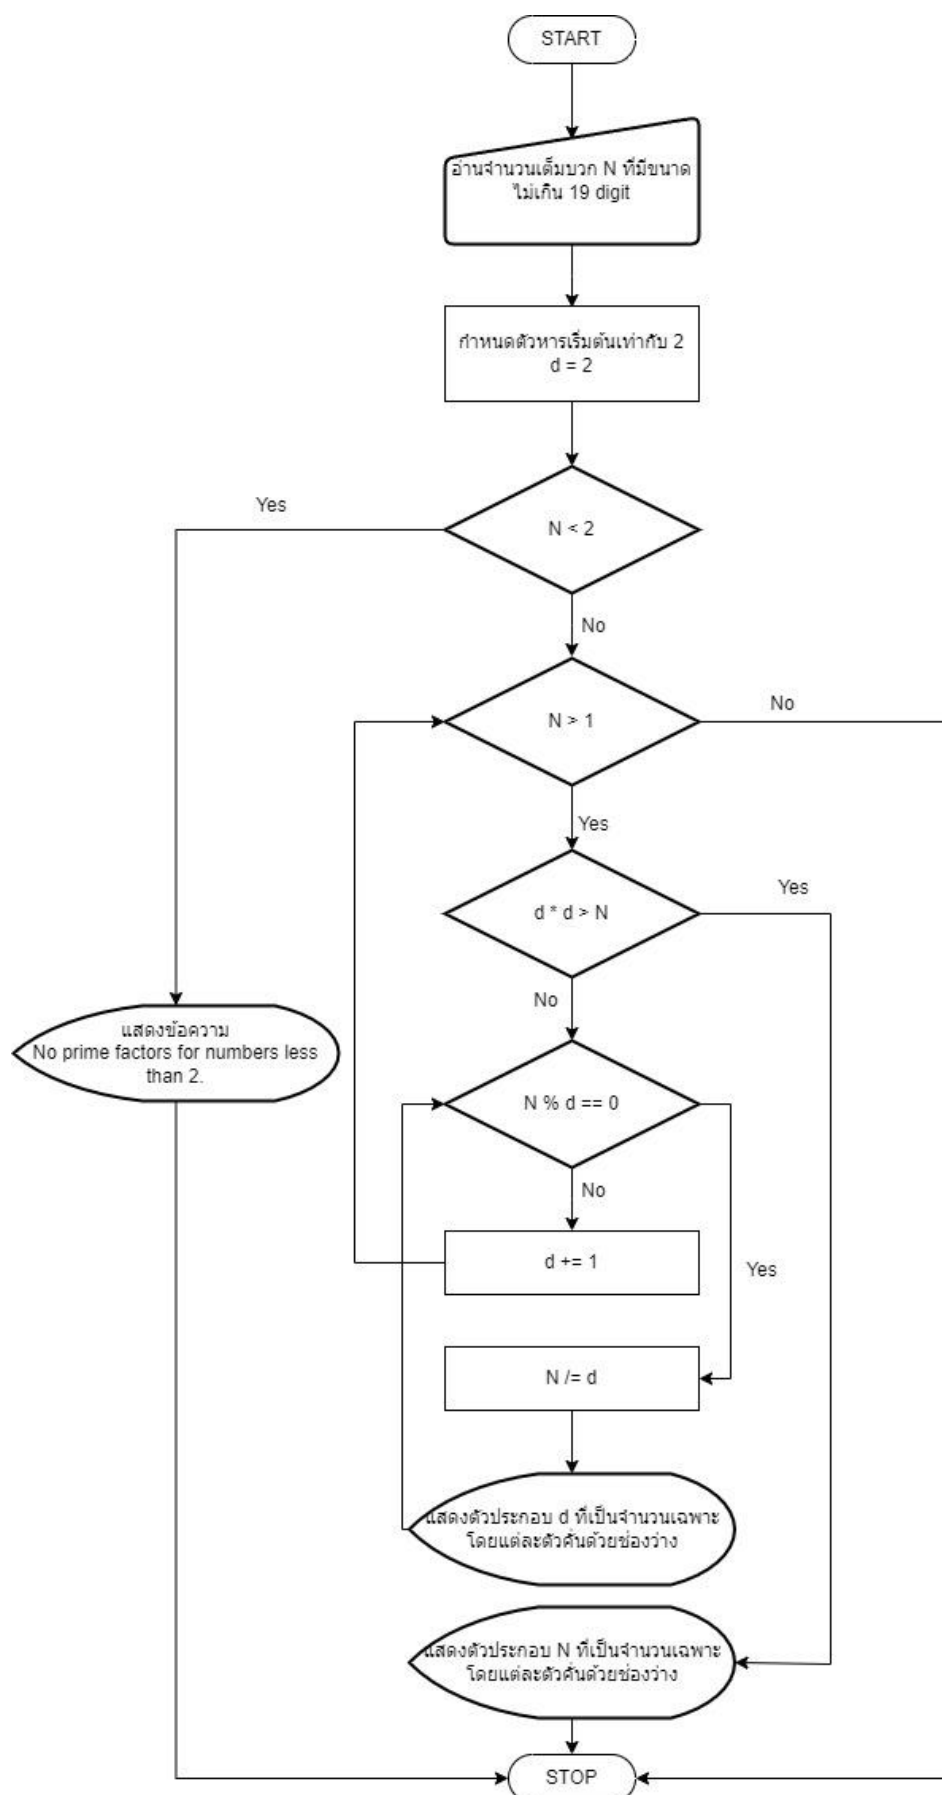 START
อ่านจำนวนเต็มบวก N ที่มีขนาด
ไม่เกิน 19 digit
กำหนดตัวหารเริ่มต้นเท่ากับ 2
d = 2
Yes
N < 2
No
N > 1
No
Yes
d * d > N
Yes
No
แสดงข้อความ
No prime factors for numbers less
than 2.
N % d == 0
No
d += 1
Yes
N /= d
แสดงตัวประกอบ d ที่เป็นจำนวนเฉพาะ
โดยแต่ละตัวคั่นด้วยช่องว่าง
แสดงตัวประกอบ N ที่เป็นจำนวนเฉพาะ
โดยแต่ละตัวคั่นด้วยช่องว่าง
STOP